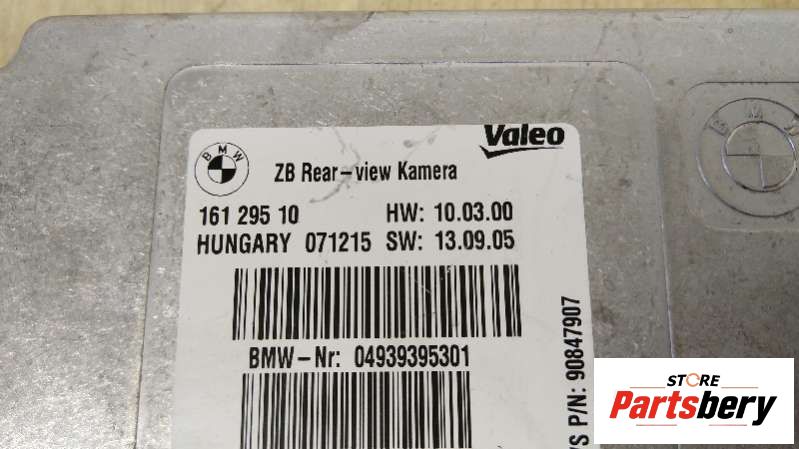 BMW
Valeo
ZB Rear-view Kamera
161 295 10 HW: 10.03.00
HUNGARY 071215 SW: 13.09.05
BMW-Nr: 04939395301
P/N: 90847907
BMW
STORE
Partsbery